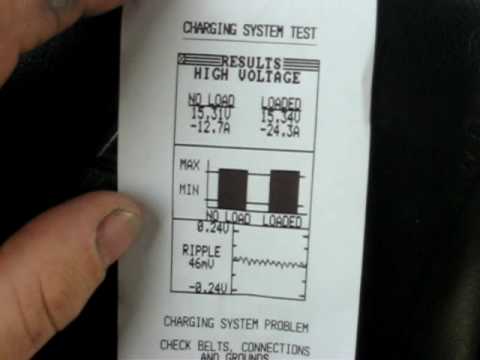 CHARGING SYSTEM TEST
RESULTS
HIGH VOLTAGE
NO LOAD LOADED
15.31V 15.34V
-12.7A -24.3A
MAX
MIN
NO LOAD LOADED
0.24V
RIPPLE
46mV
-0.24V
CHARGING SYSTEM PROBLEM
CHECK BELTS, CONNECTIONS
AND GROUNDS